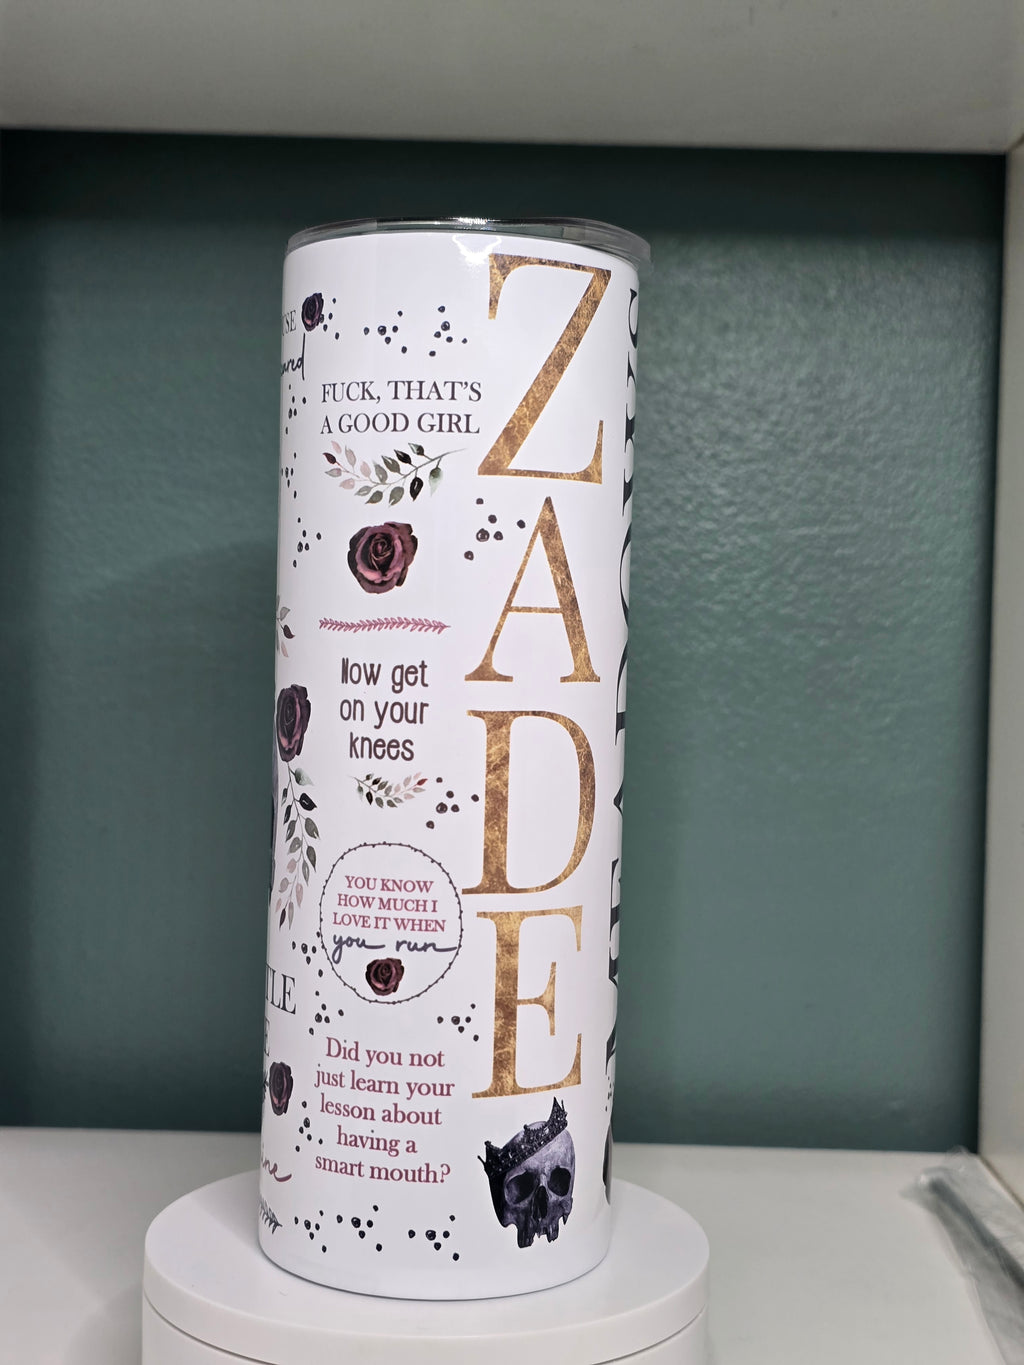 FUCK, THAT'S
A GOOD GIRL
Now get
on your
knees
YOU KNOW
HOW MUCH I
LOVE IT WHEN
you run
Did you not
just learn your
lesson about
having a
smart mouth?
ZADE